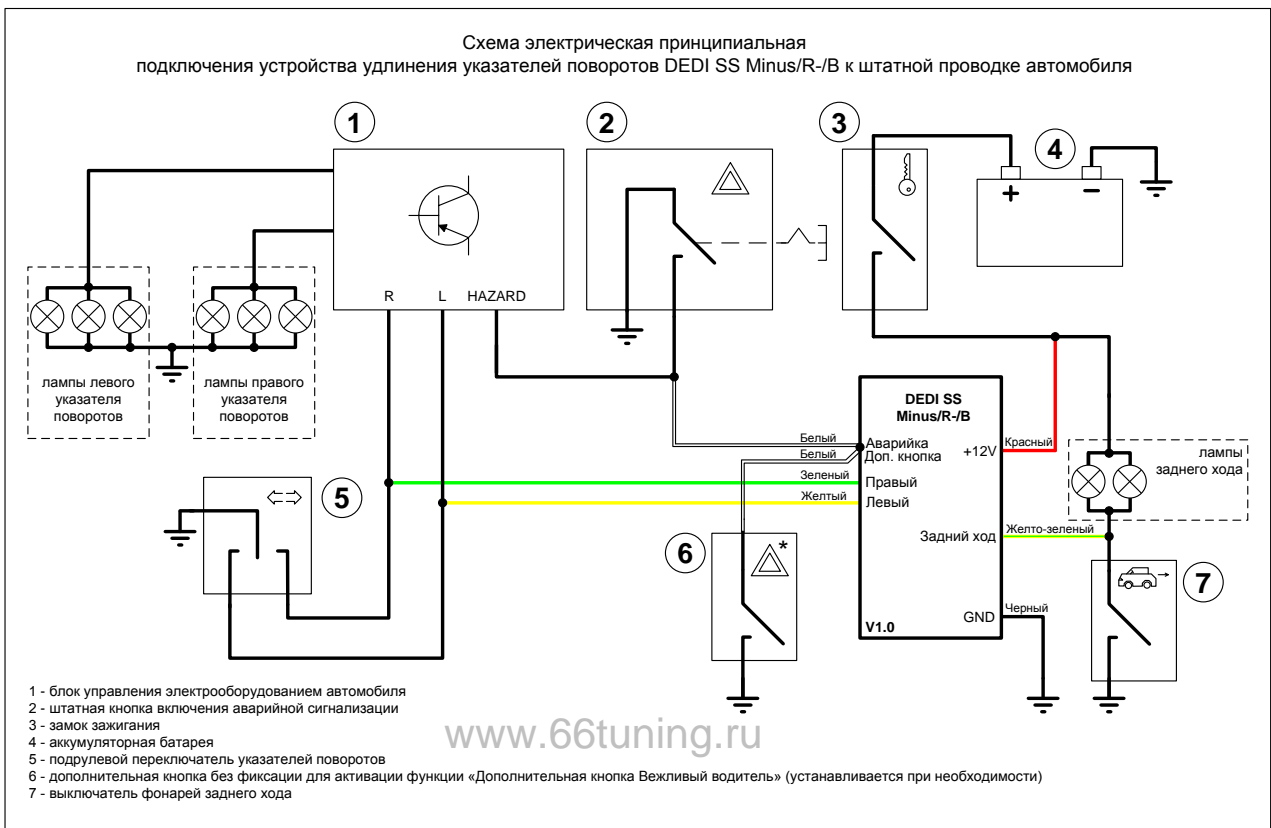 Схема электрическая принципиальная
подключения устройства удлинения указателей поворотов DEDI SS Minus/R-/B к штатной проводке автомобиля
1
2
3
4
+
–
R
L
HAZARD
лампы левого
указателя
поворотов
лампы правого
указателя
поворотов
DEDI SS
Minus/R-/B
Белый
Аварийка
Белый
Доп. кнопка
+12V
Красный
лампы
заднего хода
Зеленый
Правый
Желтый
Левый
5
Задний ход
Желто-зеленый
6
*
7
GND
Черный
V1.0
1 - блок управления электрооборудованием автомобиля
2 - штатная кнопка включения аварийной сигнализации
3 - замок зажигания
4 - аккумуляторная батарея
5 - подрулевой переключатель указателей поворотов
6 - дополнительная кнопка без фиксации для активации функции «Дополнительная кнопка Вежливый водитель» (устанавливается при необходимости)
7 - выключатель фонарей заднего хода
www.66tuning.ru